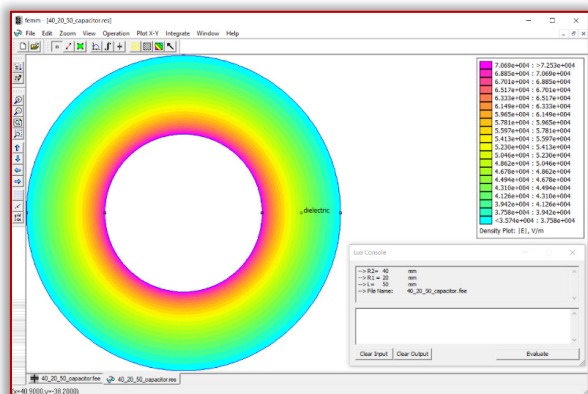 femm - [40_20_50_capacitor.res]
File Edit View Operation Plot X-Y Integrate Window Help
dielectric
7.069e+004 : >7.253e+004
6.885e+004 : 7.069e+004
6.701e+004 : 6.885e+004
6.517e+004 : 6.701e+004
6.333e+004 : 6.517e+004
6.149e+004 : 6.333e+004
5.965e+004 : 6.149e+004
5.781e+004 : 5.965e+004
5.597e+004 : 5.781e+004
5.413e+004 : 5.597e+004
5.230e+004 : 5.413e+004
5.046e+004 : 5.230e+004
4.862e+004 : 5.046e+004
4.678e+004 : 4.862e+004
4.494e+004 : 4.678e+004
4.310e+004 : 4.494e+004
4.126e+004 : 4.310e+004
3.942e+004 : 4.126e+004
3.758e+004 : 3.942e+004
<3.574e+004 : 3.758e+004
Density Plot: |E|, V/m
Lua Console
--> R2= 40 mm
--> R1 = 20 mm
--> L= 50 mm
--> File Name: 40_20_50_capacitor.fee
Clear Input Clear Output Evaluate
40_20_50_capacitor.fee 40_20_50_capacitor.res
(x=40.9000,y=-38.2000)